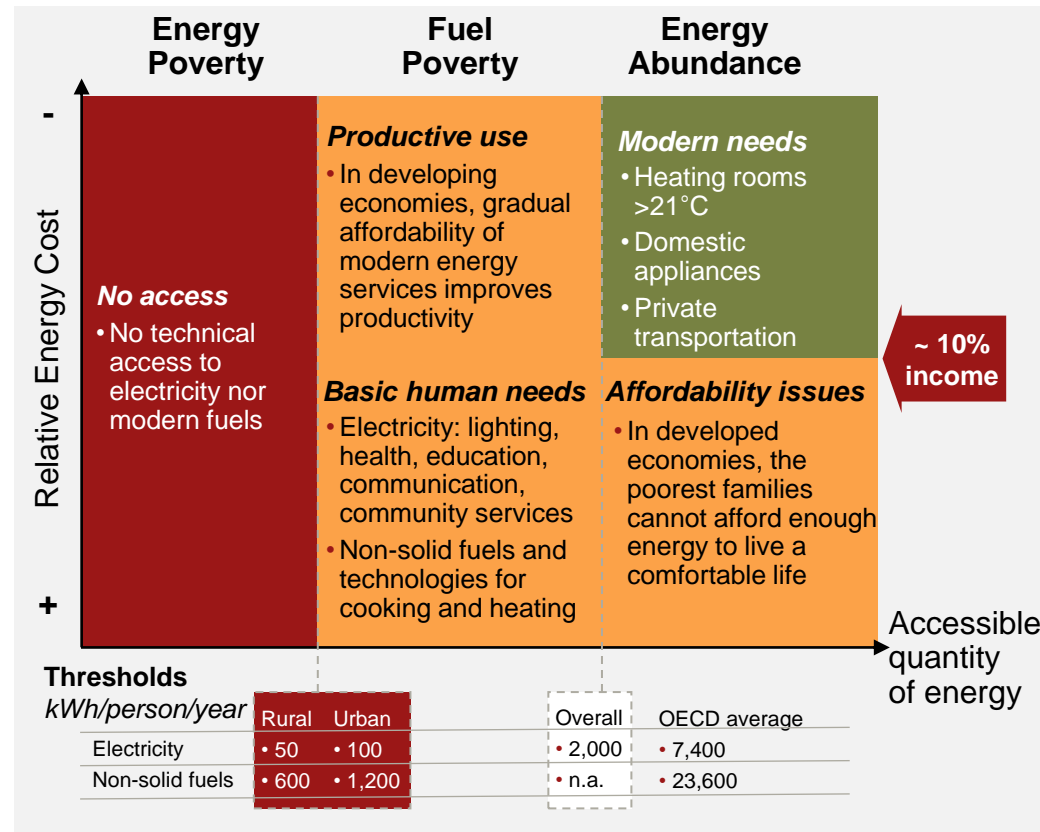 Energy
Poverty
Fuel
Poverty
Energy
Abundance
-
Relative Energy Cost
+
No access
• No technical
access to
electricity nor
modern fuels
Productive use
• In developing
economies, gradual
affordability of
modern energy
services improves
productivity
Basic human needs
• Electricity: lighting,
health, education,
communication,
community services
• Non-solid fuels and
technologies for
cooking and heating
Modern needs
• Heating rooms
>21°C
• Domestic
appliances
• Private
transportation
Affordability issues
• In developed
economies, the
poorest families
cannot afford enough
energy to live a
comfortable life
~ 10%
income
Accessible
quantity
of energy
Thresholds
kWh/person/year
Rural Urban Overall OECD average
Electricity • 50 • 100 • 2,000 • 7,400
Non-solid fuels • 600 • 1,200 • n.a. • 23,600